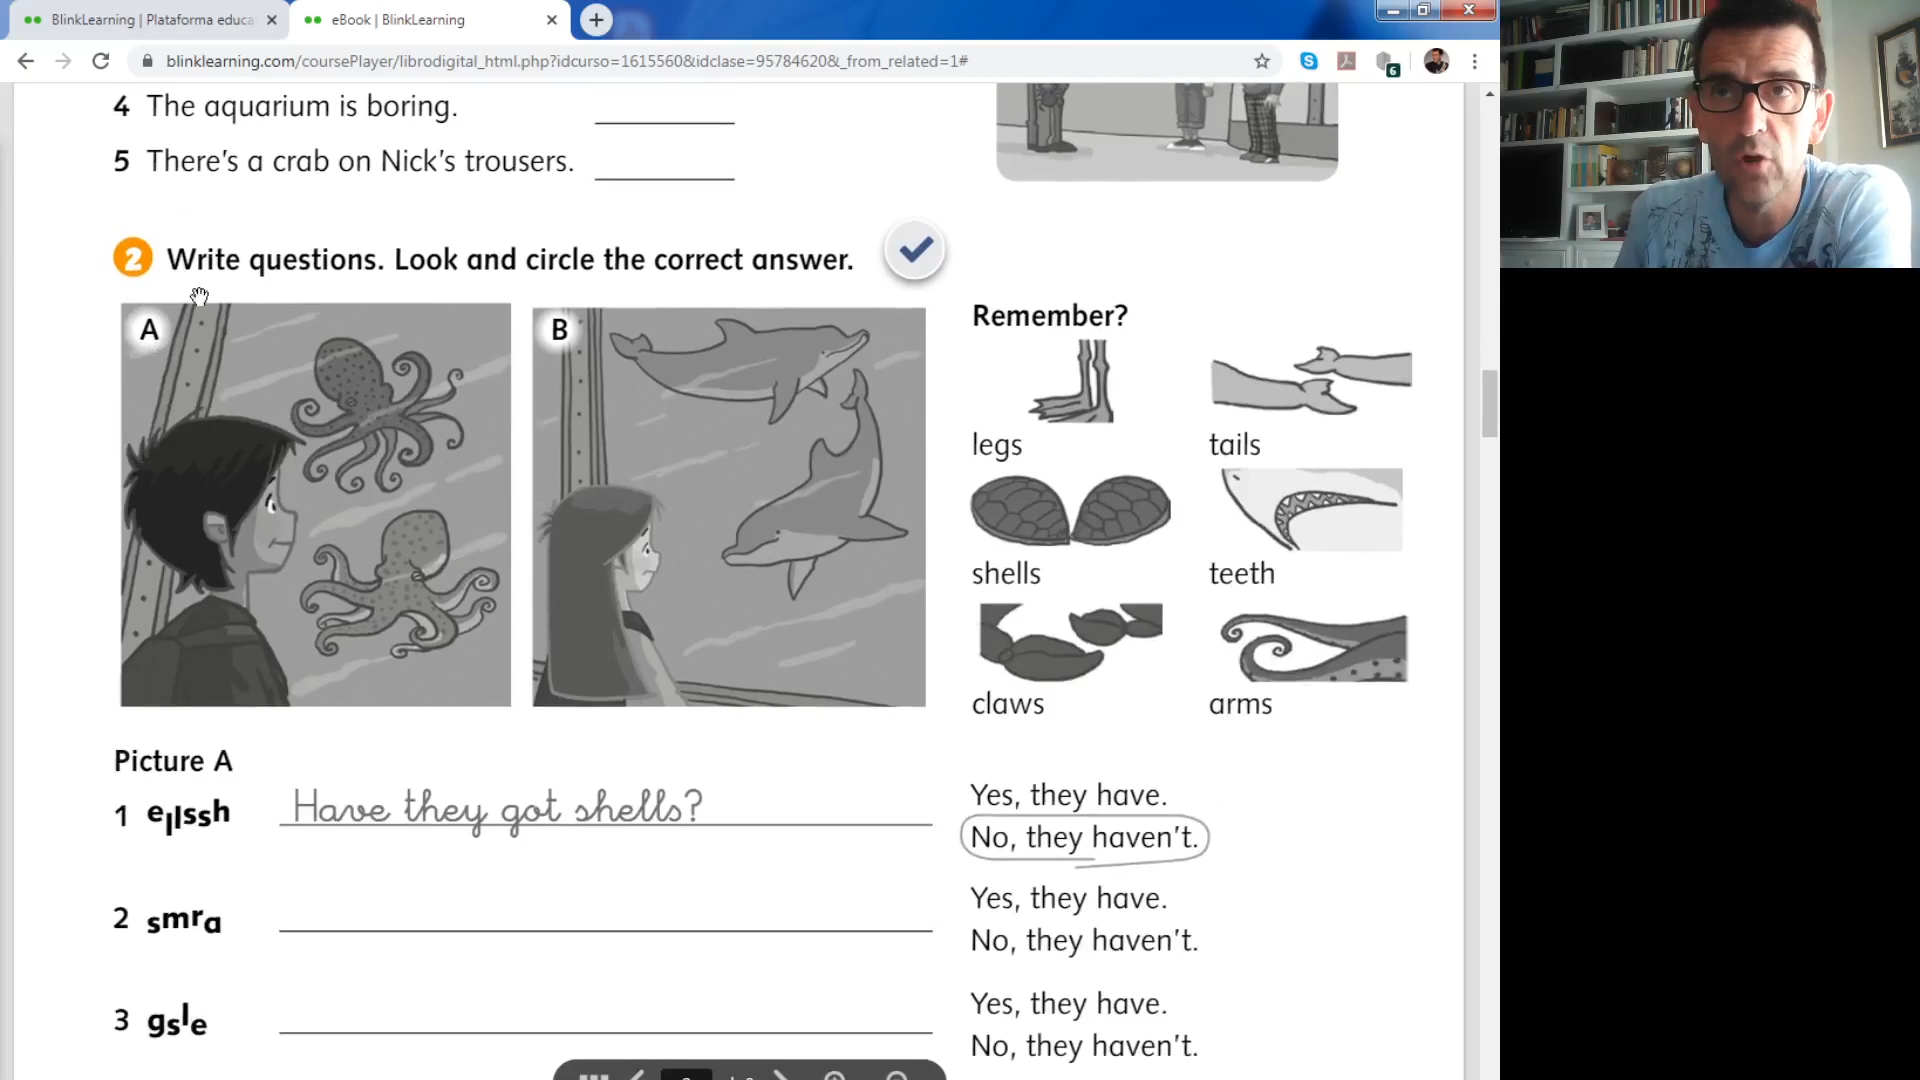 BlinkLearning | Plataforma educa
eBook | BlinkLearning
blinklearning.com/coursePlayer/librodigital_html.php?idcurso=1615560&idclase=95784620&_from_related=1#
6
4 The aquarium is boring.
5 There's a crab on Nick's trousers.
2 Write questions. Look and circle the correct answer.
A
B
Remember?
legs
tails
shells
teeth
claws
arms
Picture A
1 ellssh Have they got shells?
Yes, they have.
No, they haven't.
2 smra
Yes, they have.
No, they haven't.
3 gsle
Yes, they have.
No, they haven't.